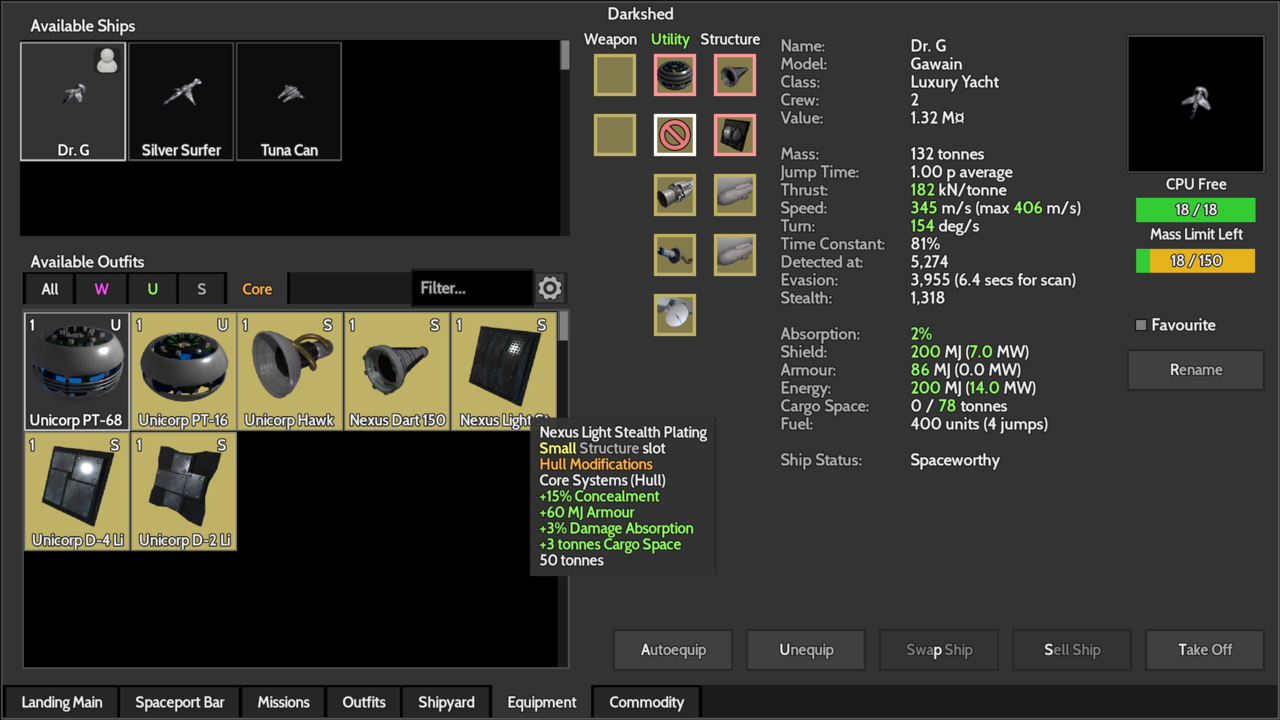 Darkshed
Available Ships
Dr. G
Silver Surfer
Tuna Can
Available Outfits
All
W
U
S
Core
Filter...
1 U
Unicorp PT-68
1 U
Unicorp PT-16
1 S
Unicorp Hawk
1 S
Nexus Dart 150
1 S
Nexus Light St
1 S
Unicorp D-4 Li
1 S
Unicorp D-2 Li
Nexus Light Stealth Plating
Small Structure slot
Hull Modifications
Core Systems (Hull)
+15% Concealment
+60 MJ Armour
+3% Damage Absorption
+3 tonnes Cargo Space
50 tonnes
Weapon Utility Structure
Name: Dr. G
Model: Gawain
Class: Luxury Yacht
Crew: 2
Value: 1.32 M¤
Mass: 132 tonnes
Jump Time: 1.00 p average
Thrust: 182 kN/tonne
Speed: 345 m/s (max 406 m/s)
Turn: 154 deg/s
Time Constant: 81%
Detected at: 5,274
Evasion: 3,955 (6.4 secs for scan)
Stealth: 1,318
Absorption: 2%
Shield: 200 MJ (7.0 MW)
Armour: 86 MJ (0.0 MW)
Energy: 200 MJ (14.0 MW)
Cargo Space: 0 / 78 tonnes
Fuel: 400 units (4 jumps)
Ship Status: Spaceworthy
CPU Free
18 / 18
Mass Limit Left
18 / 150
Favourite
Rename
Autoequip
Unequip
Swap Ship
Sell Ship
Take Off
Landing Main
Spaceport Bar
Missions
Outfits
Shipyard
Equipment
Commodity